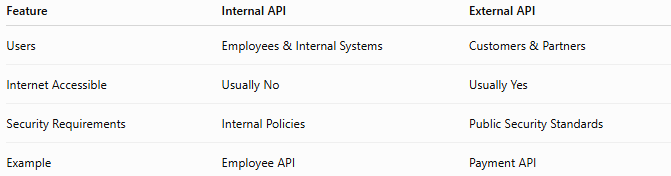 Feature Internal API External API
Users Employees & Internal Systems Customers & Partners
Internet Accessible Usually No Usually Yes
Security Requirements Internal Policies Public Security Standards
Example Employee API Payment API